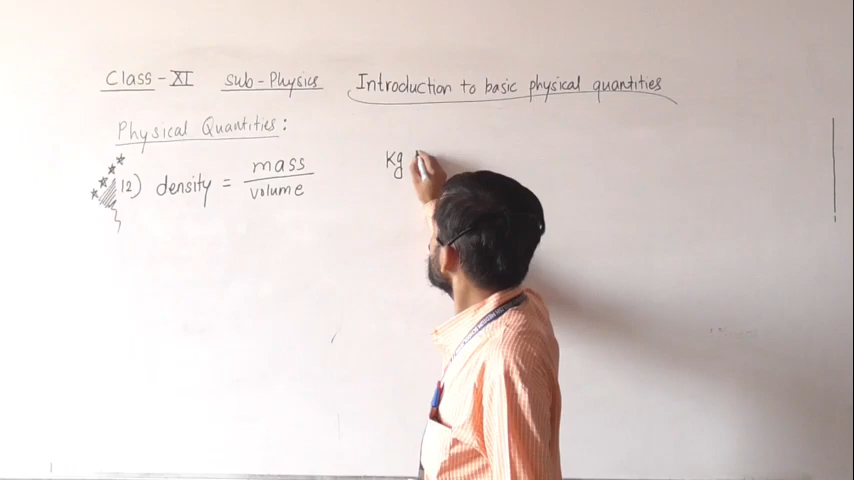 Class-XI Sub-Physics Introduction to basic physical quantities
Physical Quantities:
12) density = mass / volume Kg